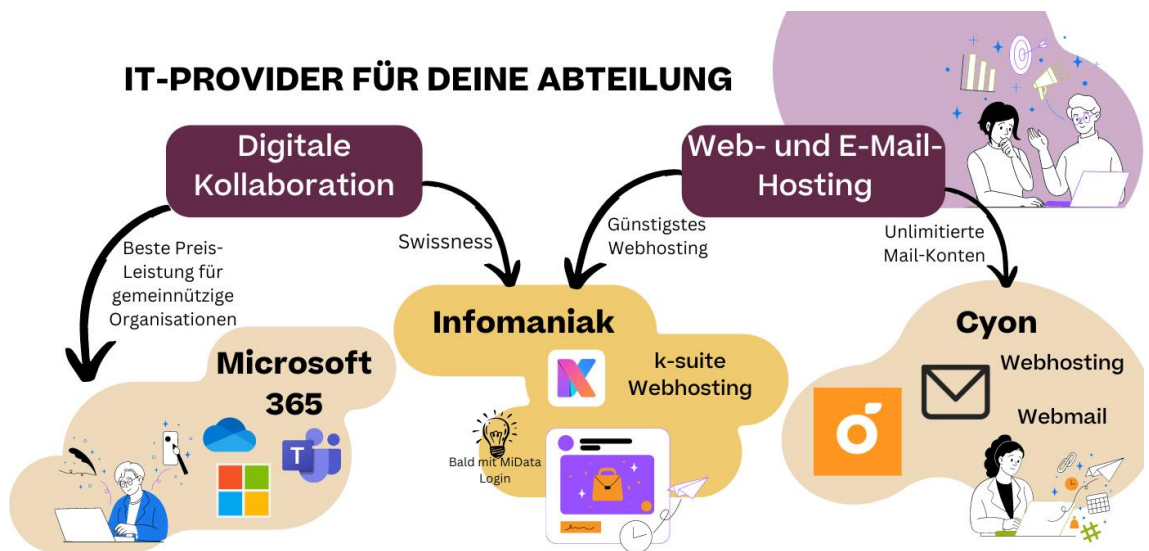 IT-PROVIDER FÜR DEINE ABTEILUNG
Digitale
Kollaboration
Web- und E-Mail-
Hosting
Beste Preis-
Leistung für
gemeinnützige
Organisationen
Swissness
Günstigstes
Webhosting
Unlimitierte
Mail-Konten
Microsoft
365
T
Infomaniak
k-suite
Webhosting
Bald mit MiData
Login
Cyon
Webhosting
Webmail